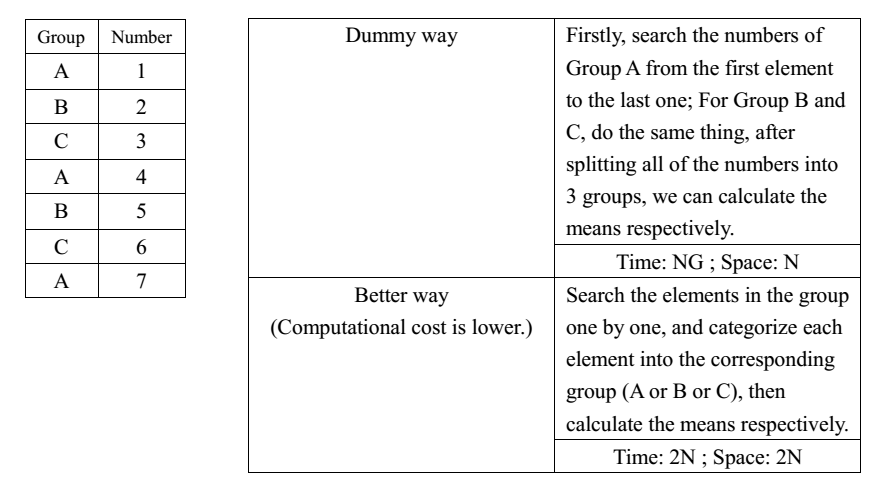 Group Number
A 1
B 2
C 3
A 4
B 5
C 6
A 7
Dummy way
Firstly, search the numbers of
Group A from the first element
to the last one; For Group B and
C, do the same thing, after
splitting all of the numbers into
3 groups, we can calculate the
means respectively.
Time: NG ; Space: N
Better way
(Computational cost is lower.)
Search the elements in the group
one by one, and categorize each
element into the corresponding
group (A or B or C), then
calculate the means respectively.
Time: 2N ; Space: 2N